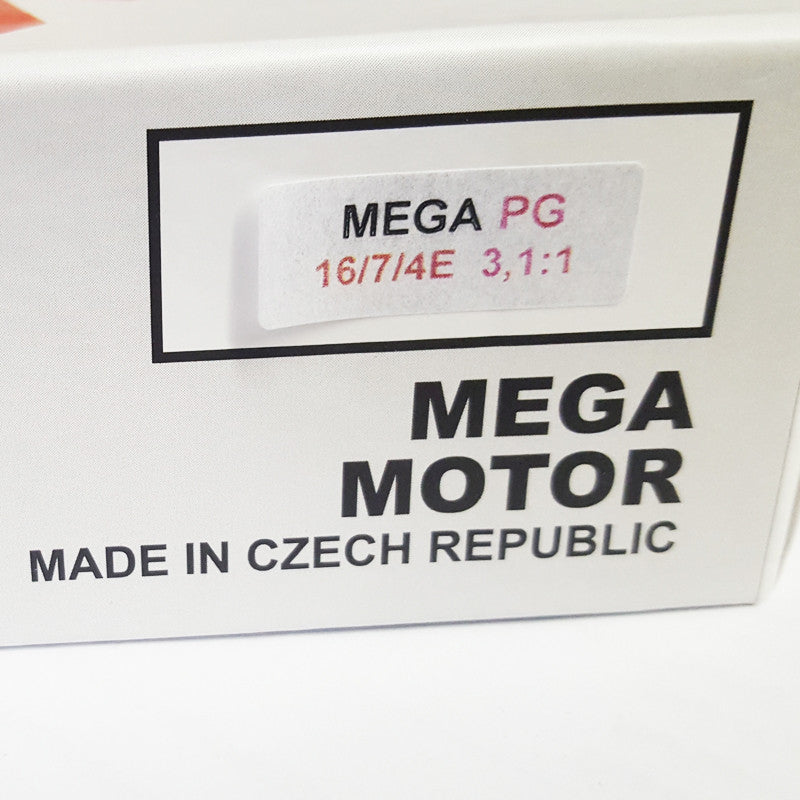 MEGA PG
16/7/4E 3,1:1
MEGA
MOTOR
MADE IN CZECH REPUBLIC